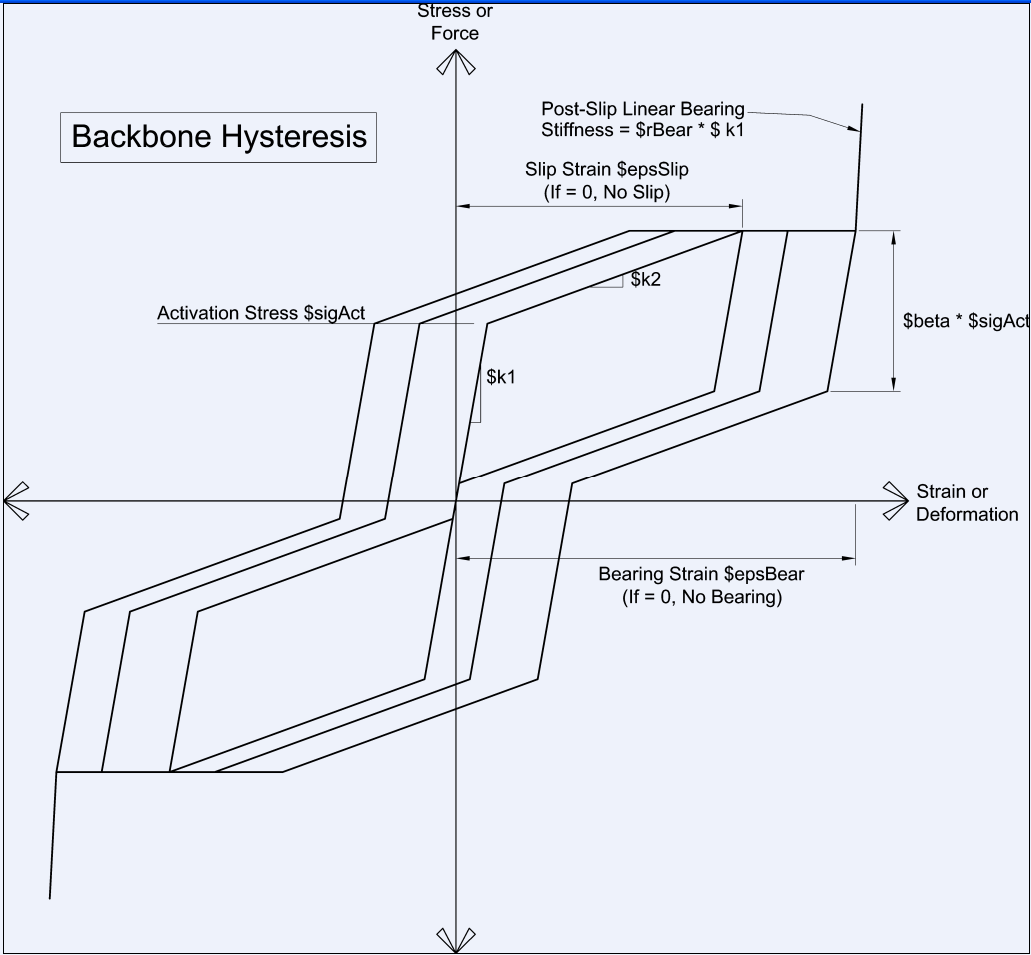 Stress or
Force
Backbone Hysteresis
Post-Slip Linear Bearing
Stiffness = $rBear * $ k1
Slip Strain $epsSlip
(If = 0, No Slip)
$k2
Activation Stress $sigAct
$beta * $sigAct
$k1
Strain or
Deformation
Bearing Strain $epsBear
(If = 0, No Bearing)